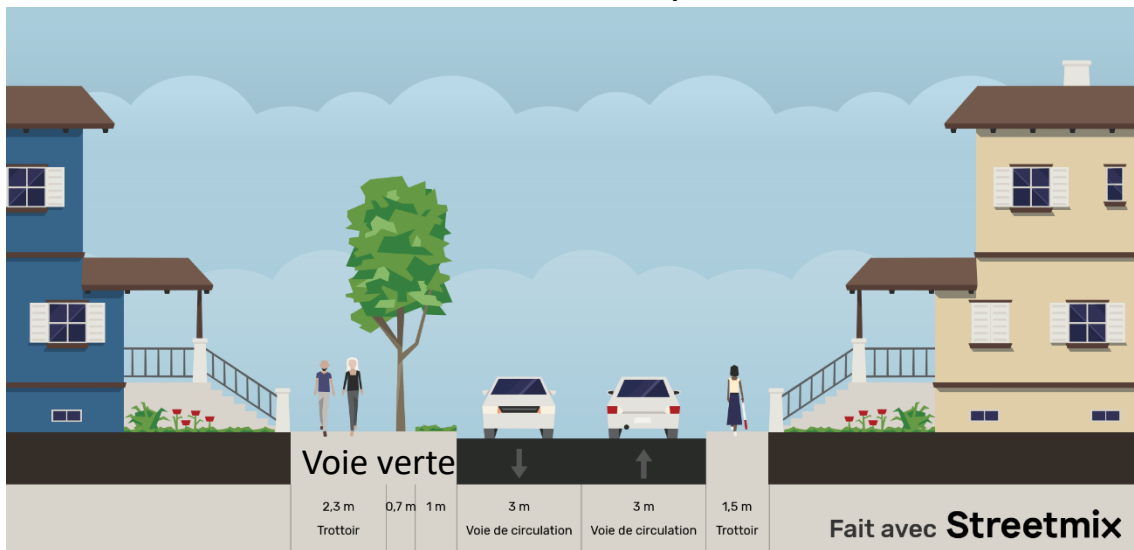 Voie verte
2,3 m
0,7 m
1 m
3 m
3 m
1,5 m
Trottoir
Voie de circulation
Voie de circulation
Trottoir
Fait avec Streetmix